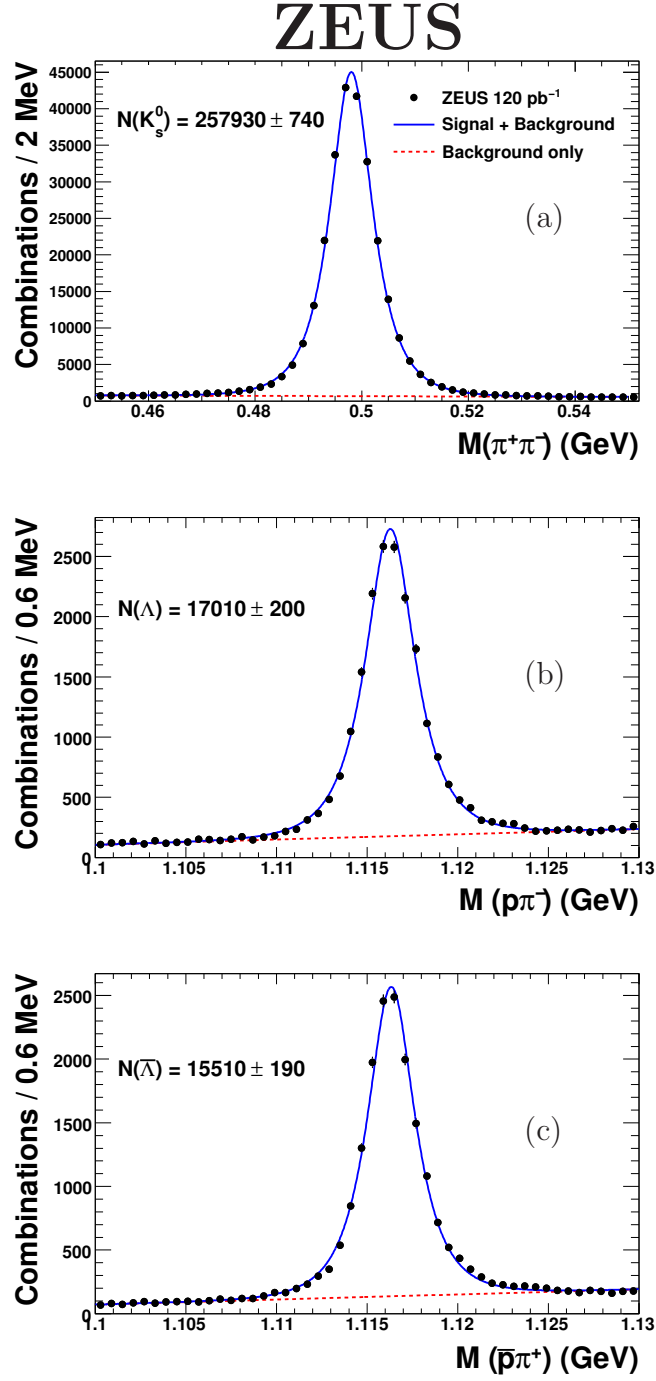 ZEUS
45000
40000
35000
30000
25000
20000
15000
10000
5000
0
Combinations / 2 MeV
N(K⁰ₛ) = 257930 ± 740
ZEUS 120 pb⁻¹
Signal + Background
Background only
(a)
0.46 0.48 0.5 0.52 0.54
M(π⁺π⁻) (GeV)
2500
2000
1500
1000
500
0
Combinations / 0.6 MeV
N(Λ) = 17010 ± 200
(b)
1.1 1.105 1.11 1.115 1.12 1.125 1.13
M (pπ⁻) (GeV)
2500
2000
1500
1000
500
0
Combinations / 0.6 MeV
N(Λ̅) = 15510 ± 190
(c)
1.1 1.105 1.11 1.115 1.12 1.125 1.13
M (p̅π⁺) (GeV)